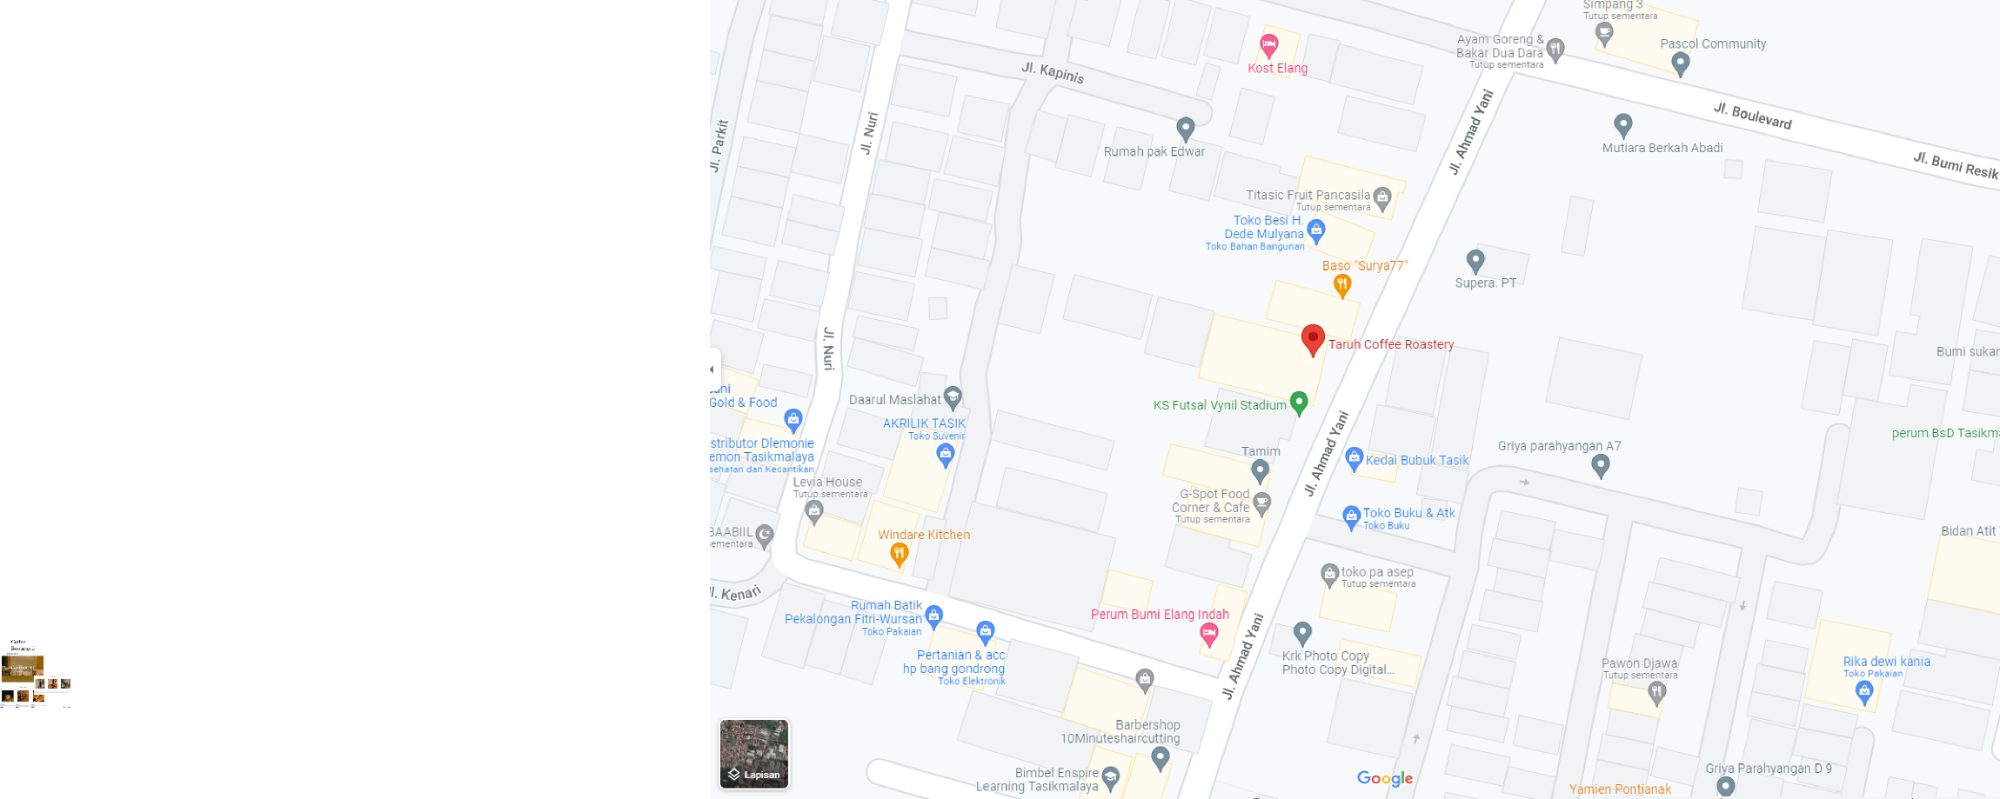 Simpang 3
Tutup sementara
Ayam Goreng &
Bakar Dua Dara
Tutup sementara
Pascol Community
Kost Elang
Jl. Kapinis
Jl. Nuri
Jl. Parkit
Jl. Ahmad Yani
Jl. Boulevard
Jl. Bumi Resik
Rumah pak Edwar
Mutiara Berkah Abadi
Titasic Fruit Pancasila
Tutup sementara
Toko Besi H.
Dede Mulyana
Toko Bahan Bangunan
Baso "Surya77"
Supera. PT
Taruh Coffee Roastery
Jl. Nuri
Bumi sukar
Gold & Food
Daarul Maslahat
KS Futsal Vynil Stadium
AKRILIK TASIK
Toko Suvenir
stributor Dlemonie
emon Tasikmalaya
sehatan dan Kecantikan
Jl. Ahmad Yani
perum BsD Tasikma
Griya parahyangan A7
Tamim
Kedai Bubuk Tasik
Levia House
Tutup sementara
G-Spot Food
Corner & Cafe
Tutup sementara
Toko Buku & Atk
Toko Buku
BAABIIL
sementara
Windare Kitchen
Bidan Atit
toko pa asep
Tutup sementara
Jl. Kenari
Rumah Batik
Pekalongan Fitri-Wursan
Toko Pakaian
Perum Bumi Elang Indah
Jl. Ahmad Yani
Pertanian & acc
hp bang gondrong
Toko Elektronik
Krk Photo Copy
Photo Copy Digital...
Pawon Djawa
Tutup sementara
Rika dewi kania
Toko Pakaian
Barbershop
10Minuteshaircutting
Bimbel Enspire
Learning Tasikmalaya
Lapisan
Google
Griya Parahyangan D 9
Yamien Pontianak